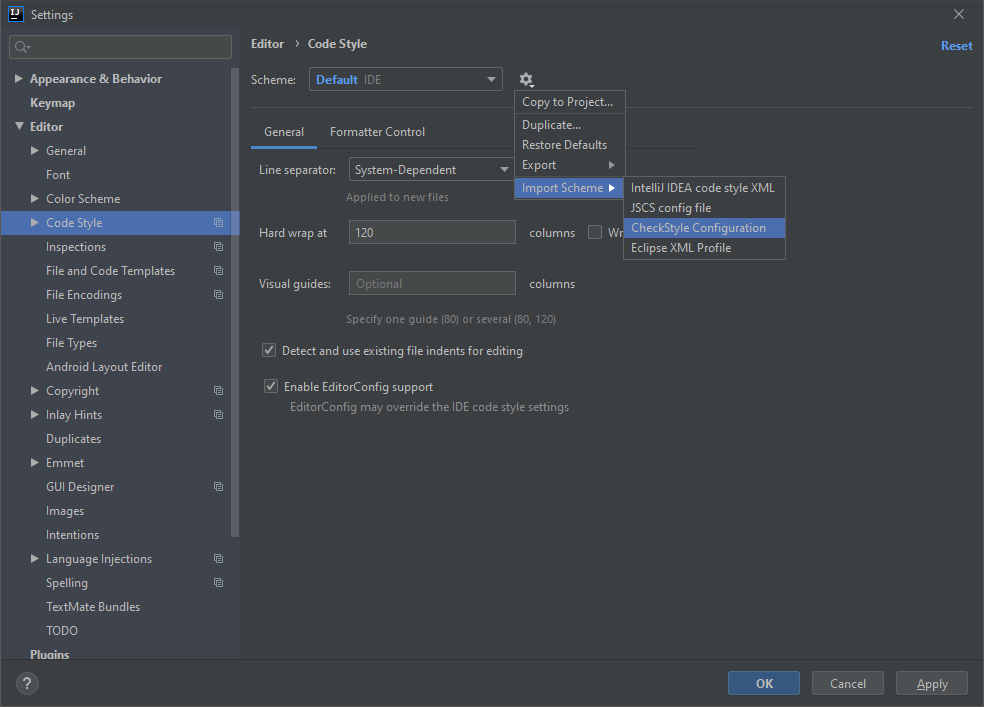 IJ
Settings
Editor › Code Style
Reset
Scheme: Default IDE
Copy to Project...
Duplicate...
Restore Defaults
Export
Import Scheme
IntelliJ IDEA code style XML
JSCS config file
CheckStyle Configuration
Eclipse XML Profile
General Formatter Control
Line separator: System-Dependent
Applied to new files
Hard wrap at 120 columns Wr
Visual guides: Optional columns
Specify one guide (80) or several (80, 120)
Detect and use existing file indents for editing
Enable EditorConfig support
EditorConfig may override the IDE code style settings
Appearance & Behavior
Keymap
Editor
General
Font
Color Scheme
Code Style
Inspections
File and Code Templates
File Encodings
Live Templates
File Types
Android Layout Editor
Copyright
Inlay Hints
Duplicates
Emmet
GUI Designer
Images
Intentions
Language Injections
Spelling
TextMate Bundles
TODO
Plugins
?
OK Cancel Apply